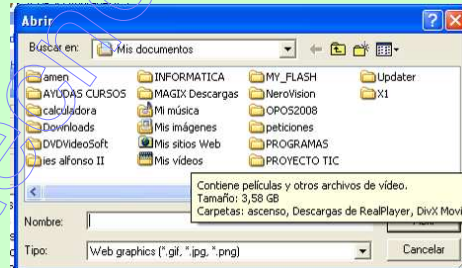 Abrir
Buscar en: Mis documentos
amen INFORMATICA MY_FLASH Updater
AYUDAS CURSOS MAGIX Descargas NeroVision X1
calculadora Mi música OPOS2008
Downloads Mis imágenes peticiones
DVDVideoSoft Mis sitios Web PROGRAMAS
ies alfonso II Mis vídeos PROYECTO TIC
Contiene películas y otros archivos de vídeo.
Tamaño: 3,58 GB
Carpetas: ascenso, Descargas de RealPlayer, DivX Movi
Nombre:
Tipo: Web graphics (*.gif, *.jpg, *.png) Cancelar